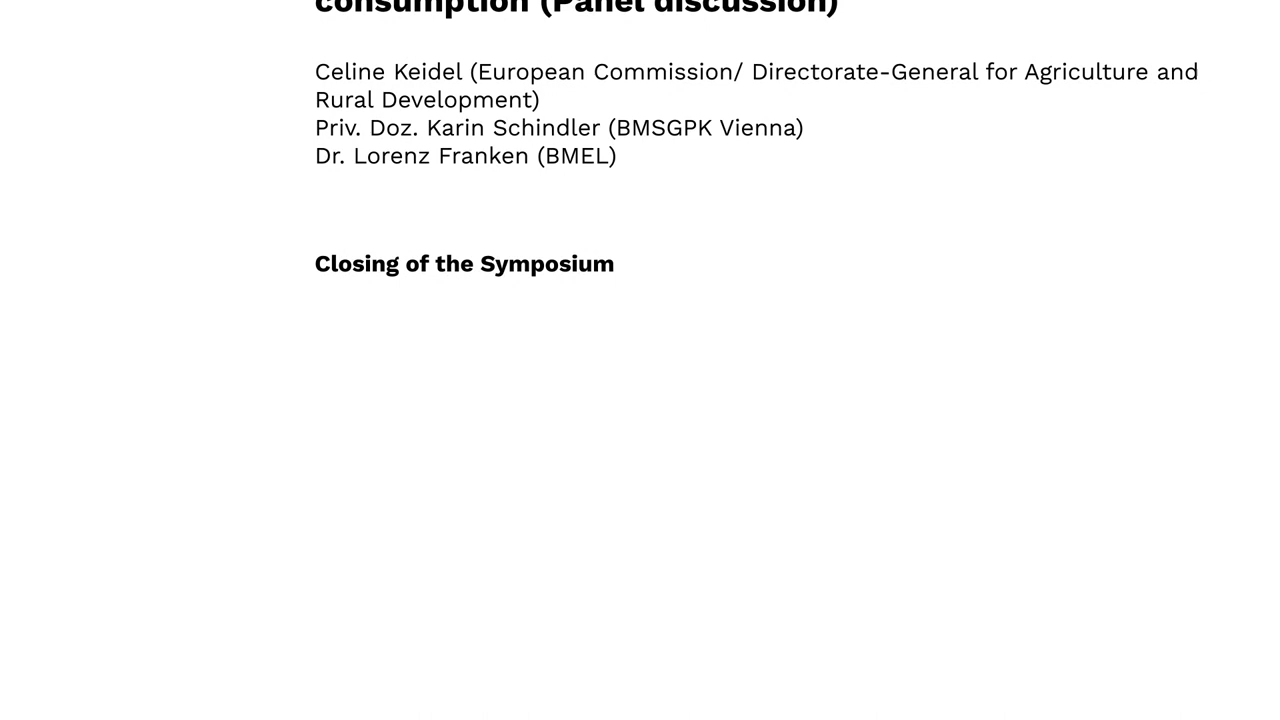 consumption (Panel discussion)
Celine Keidel (European Commission/ Directorate-General for Agriculture and
Rural Development)
Priv. Doz. Karin Schindler (BMSGPK Vienna)
Dr. Lorenz Franken (BMEL)
Closing of the Symposium